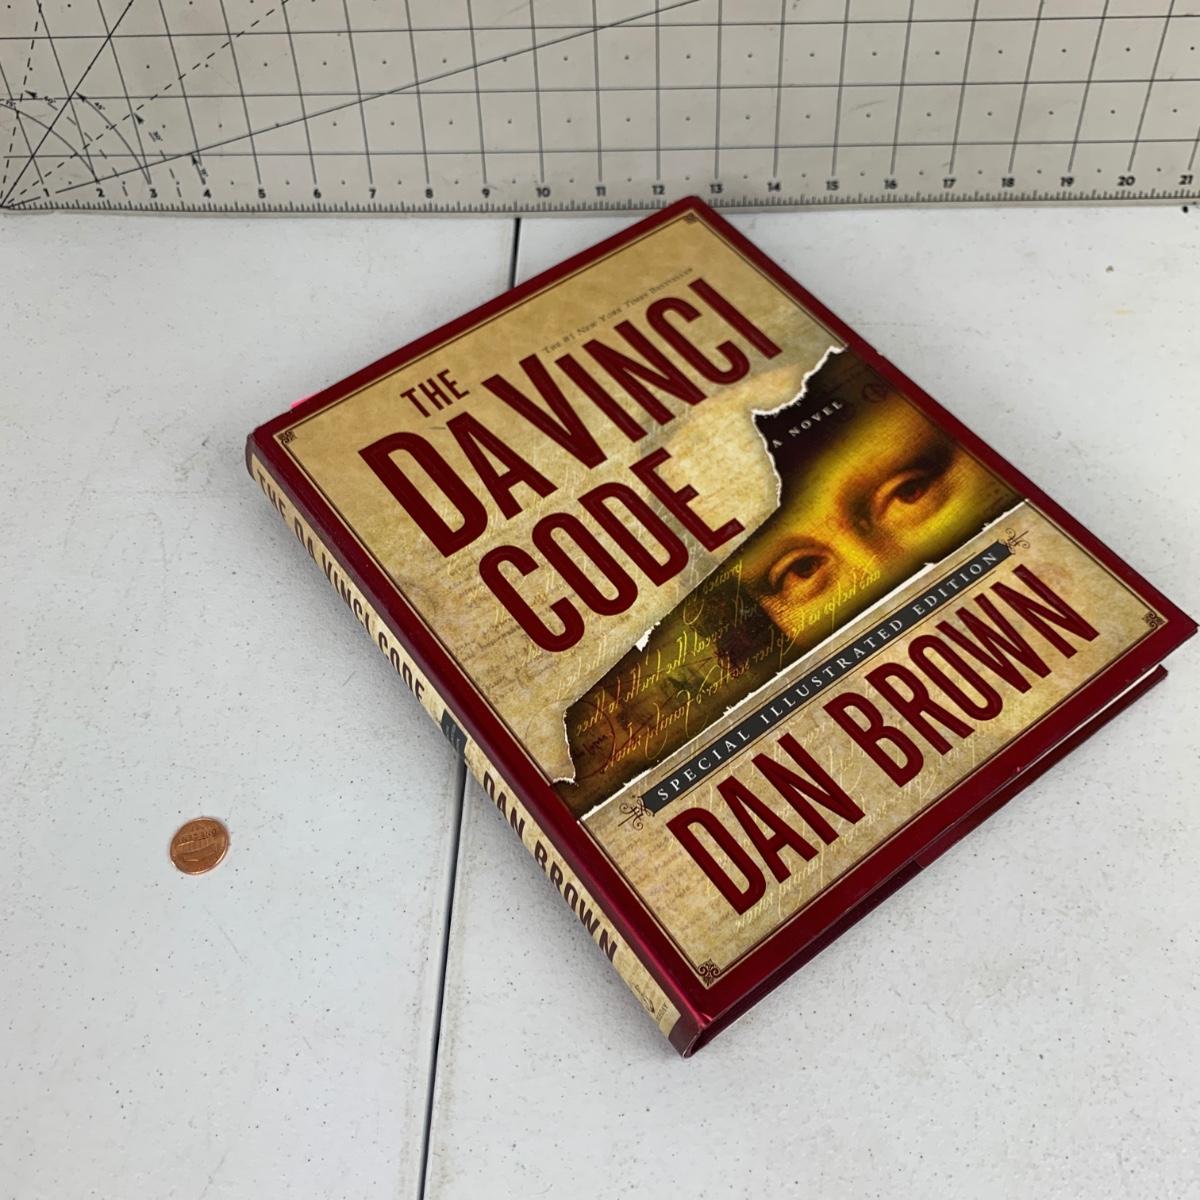 1 2 3 4 5 6 7 8 9 10 11 12 13 14 15 16 17 18 19 20 21
THE #1 NEW YORK TIMES BESTSELLER
THE
DA VINCI
CODE
A NOVEL
SPECIAL ILLUSTRATED EDITION
DAN BROWN
THE DA VINCI CODE
DAN BROWN